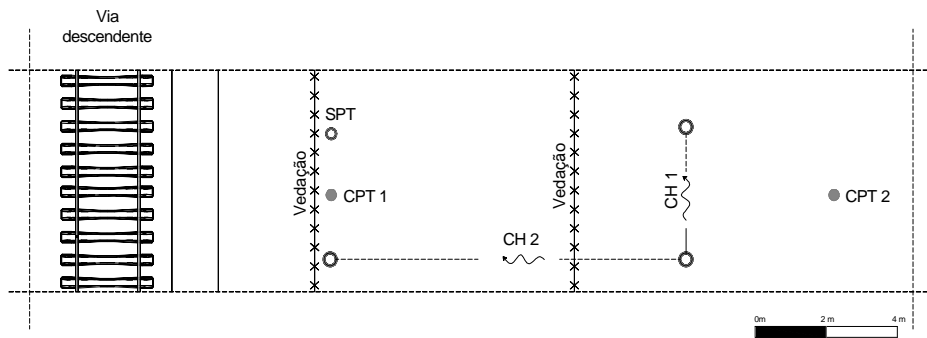 Via
descendente
SPT
Vedação
CPT 1
Vedação
CH 1
CPT 2
CH 2
0m
2 m
4 m